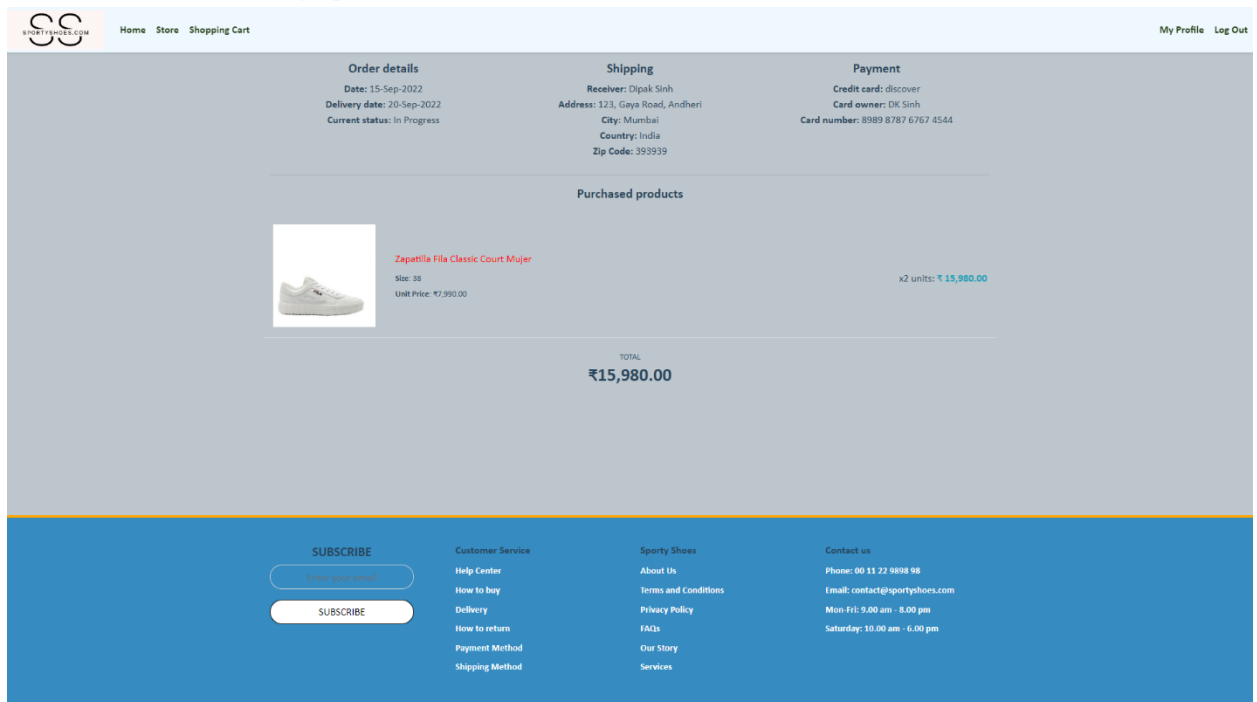 SS
SPORTYSHOES.COM
Home Store Shopping Cart
My Profile Log Out
Order details
Date: 15-Sep-2022
Delivery date: 20-Sep-2022
Current status: In Progress
Shipping
Receiver: Dipak Sinh
Address: 123, Gaya Road, Andheri
City: Mumbai
Country: India
Zip Code: 393939
Payment
Credit card: discover
Card owner: DK Sinh
Card number: 8989 8787 6767 4544
Purchased products
Zapatilla Fila Classic Court Mujer
Size: 38
Unit Price: ₹7,990.00
x2 units: ₹ 15,980.00
TOTAL
₹15,980.00
SUBSCRIBE
Enter your email
SUBSCRIBE
Customer Service
Help Center
How to buy
Delivery
How to return
Payment Method
Shipping Method
Sporty Shoes
About Us
Terms and Conditions
Privacy Policy
FAQs
Our Story
Services
Contact us
Phone: 00 11 22 9898 98
Email: contact@sportyshoes.com
Mon-Fri: 9.00 am - 8.00 pm
Saturday: 10.00 am - 6.00 pm